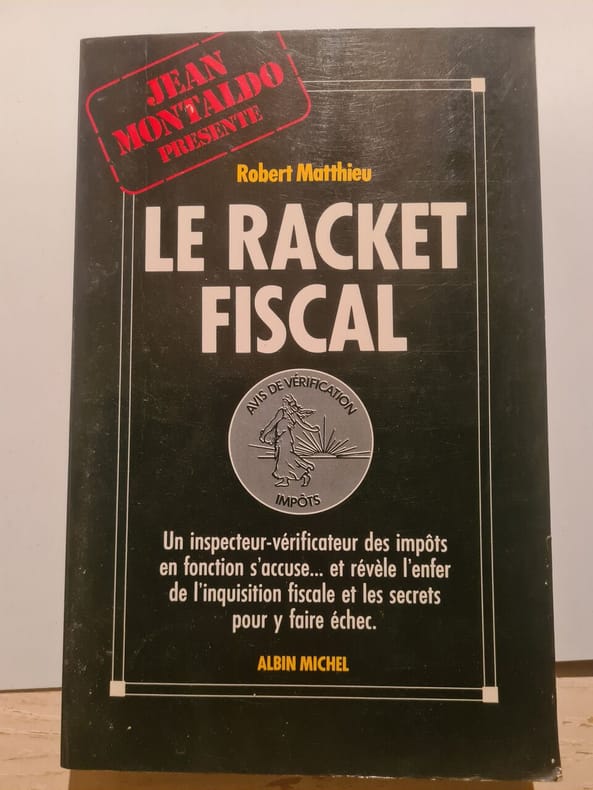 JEAN
MONTALDO
PRESENTE
Robert Matthieu
LE RACKET
FISCAL
AVIS DE VÉRIFICATION
IMPÔTS
Un inspecteur-vérificateur des impôts
en fonction s'accuse... et révèle l'enfer
de l'inquisition fiscale et les secrets
pour y faire échec.
ALBIN MICHEL